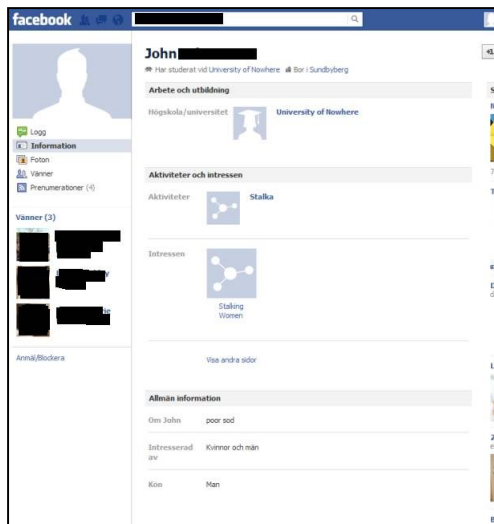 facebook
John
Har studerat vid University of Nowhere Bor i Sundbyberg
Logg
Information
Foton
Vänner
Prenumerationer (4)
Vänner (3)
Anmäl/Blockera
Arbete och utbildning
Högskola/universitet
University of Nowhere
Aktiviteter och intressen
Aktiviteter
Stalka
Intressen
Stalking
Women
Visa andra sidor
Allmän information
Om John
poor sod
Intresserad
av
Kvinnor och män
Kön
Man